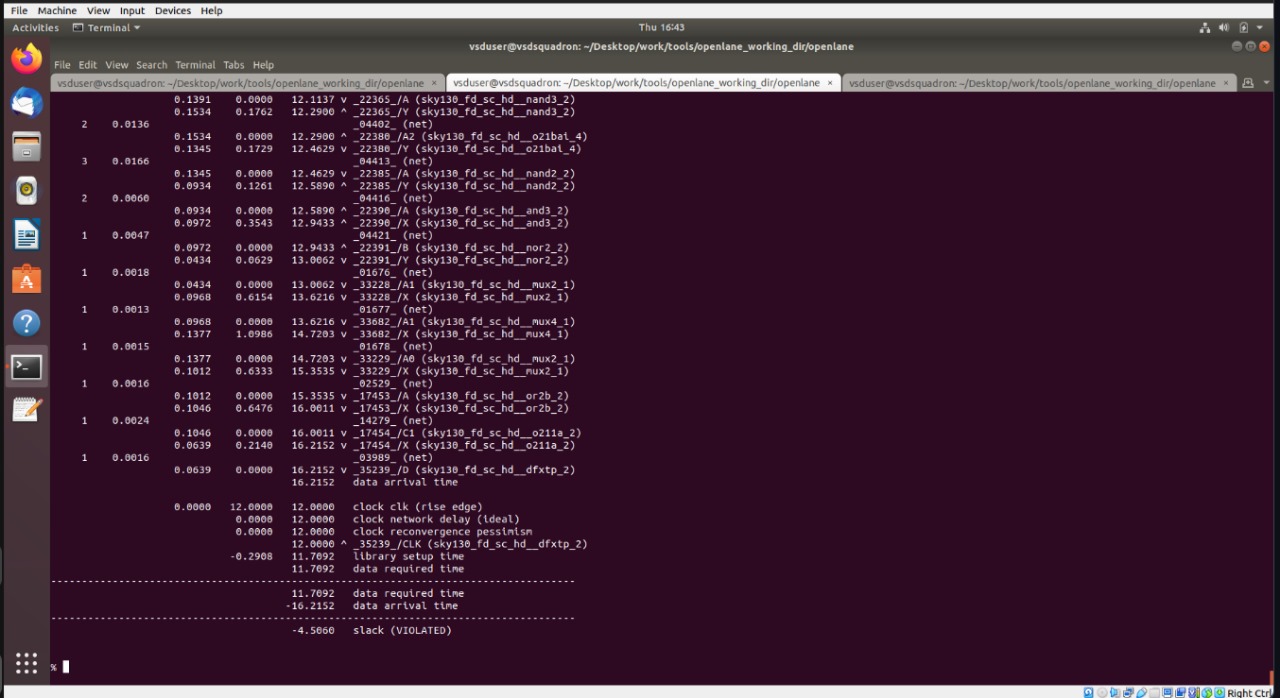 File Machine View Input Devices Help
Activities Terminal Thu 16:43
vsduser@vsdsquadron: ~/Desktop/work/tools/openlane_working_dir/openlane
File Edit View Search Terminal Tabs Help
vsduser@vsdsquadron: ~/Desktop/work/tools/openlane_working_dir/openlane × vsduser@vsdsquadron: ~/Desktop/work/tools/openlane_working_dir/openlane × vsduser@vsdsquadron: ~/Desktop/work/tools/openlane_working_dir/openlane ×
0.1391 0.0000 12.1137 v _22365_/A (sky130_fd_sc_hd__nand3_2)
0.1534 0.1762 12.2900 ^ _22365_/Y (sky130_fd_sc_hd__nand3_2)
2 0.0136 _04402_ (net)
0.1534 0.0000 12.2900 ^ _22380_/A2 (sky130_fd_sc_hd__o21bai_4)
0.1345 0.1729 12.4629 v _22380_/Y (sky130_fd_sc_hd__o21bai_4)
3 0.0166 _04413_ (net)
0.1345 0.0000 12.4629 v _22385_/A (sky130_fd_sc_hd__nand2_2)
0.0934 0.1261 12.5890 ^ _22385_/Y (sky130_fd_sc_hd__nand2_2)
2 0.0060 _04416_ (net)
0.0934 0.0000 12.5890 ^ _22390_/A (sky130_fd_sc_hd__and3_2)
0.0972 0.3543 12.9433 ^ _22390_/X (sky130_fd_sc_hd__and3_2)
1 0.0047 _04421_ (net)
0.0972 0.0000 12.9433 ^ _22391_/B (sky130_fd_sc_hd__nor2_2)
0.0434 0.0629 13.0062 v _22391_/Y (sky130_fd_sc_hd__nor2_2)
1 0.0018 _01676_ (net)
0.0434 0.0000 13.0062 v _33228_/A1 (sky130_fd_sc_hd__mux2_1)
0.0968 0.6154 13.6216 v _33228_/X (sky130_fd_sc_hd__mux2_1)
1 0.0013 _01677_ (net)
0.0968 0.0000 13.6216 v _33682_/A1 (sky130_fd_sc_hd__mux4_1)
0.1377 1.0986 14.7203 v _33682_/X (sky130_fd_sc_hd__mux4_1)
1 0.0015 _01678_ (net)
0.1377 0.0000 14.7203 v _33229_/A0 (sky130_fd_sc_hd__mux2_1)
0.1012 0.6333 15.3535 v _33229_/X (sky130_fd_sc_hd__mux2_1)
1 0.0016 _02529_ (net)
0.1012 0.0000 15.3535 v _17453_/A (sky130_fd_sc_hd__or2b_2)
0.1046 0.6476 16.0011 v _17453_/X (sky130_fd_sc_hd__or2b_2)
1 0.0024 _14279_ (net)
0.1046 0.0000 16.0011 v _17454_/C1 (sky130_fd_sc_hd__o211a_2)
0.0639 0.2140 16.2152 v _17454_/X (sky130_fd_sc_hd__o211a_2)
1 0.0016 _03989_ (net)
0.0639 0.0000 16.2152 v _35239_/D (sky130_fd_sc_hd__dfxtp_2)
16.2152 data arrival time
0.0000 12.0000 12.0000 clock clk (rise edge)
0.0000 12.0000 clock network delay (ideal)
0.0000 12.0000 clock reconvergence pessimism
12.0000 ^ _35239_/CLK (sky130_fd_sc_hd__dfxtp_2)
-0.2908 11.7092 library setup time
11.7092 data required time
-----------------------------------------------------------------------------
11.7092 data required time
-16.2152 data arrival time
-----------------------------------------------------------------------------
-4.5060 slack (VIOLATED)
%
Right Ctrl